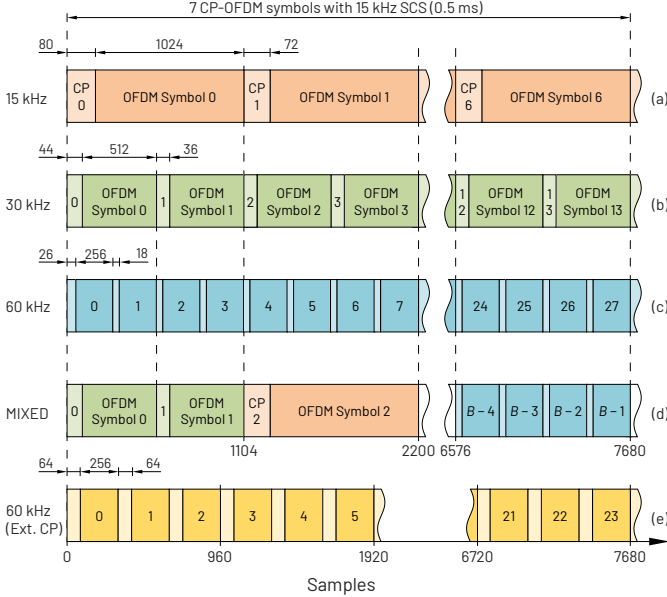 7 CP-OFDM symbols with 15 kHz SCS (0.5 ms)
80 1024 72
15 kHz CP 0 OFDM Symbol 0 CP 1 OFDM Symbol 1 CP 6 OFDM Symbol 6 (a)
44 512 36
30 kHz 0 OFDM Symbol 0 1 OFDM Symbol 1 2 OFDM Symbol 2 3 OFDM Symbol 3 12 OFDM Symbol 12 13 OFDM Symbol 13 (b)
26 256 18
60 kHz 0 1 2 3 4 5 6 7 24 25 26 27 (c)
MIXED 0 OFDM Symbol 0 1 OFDM Symbol 1 CP 2 OFDM Symbol 2 B – 4 B – 3 B – 2 B – 1 (d)
1104 2200 6576 7680
64 256 64
60 kHz (Ext. CP) 0 1 2 3 4 5 21 22 23 (e)
0 960 1920 6720 7680
Samples